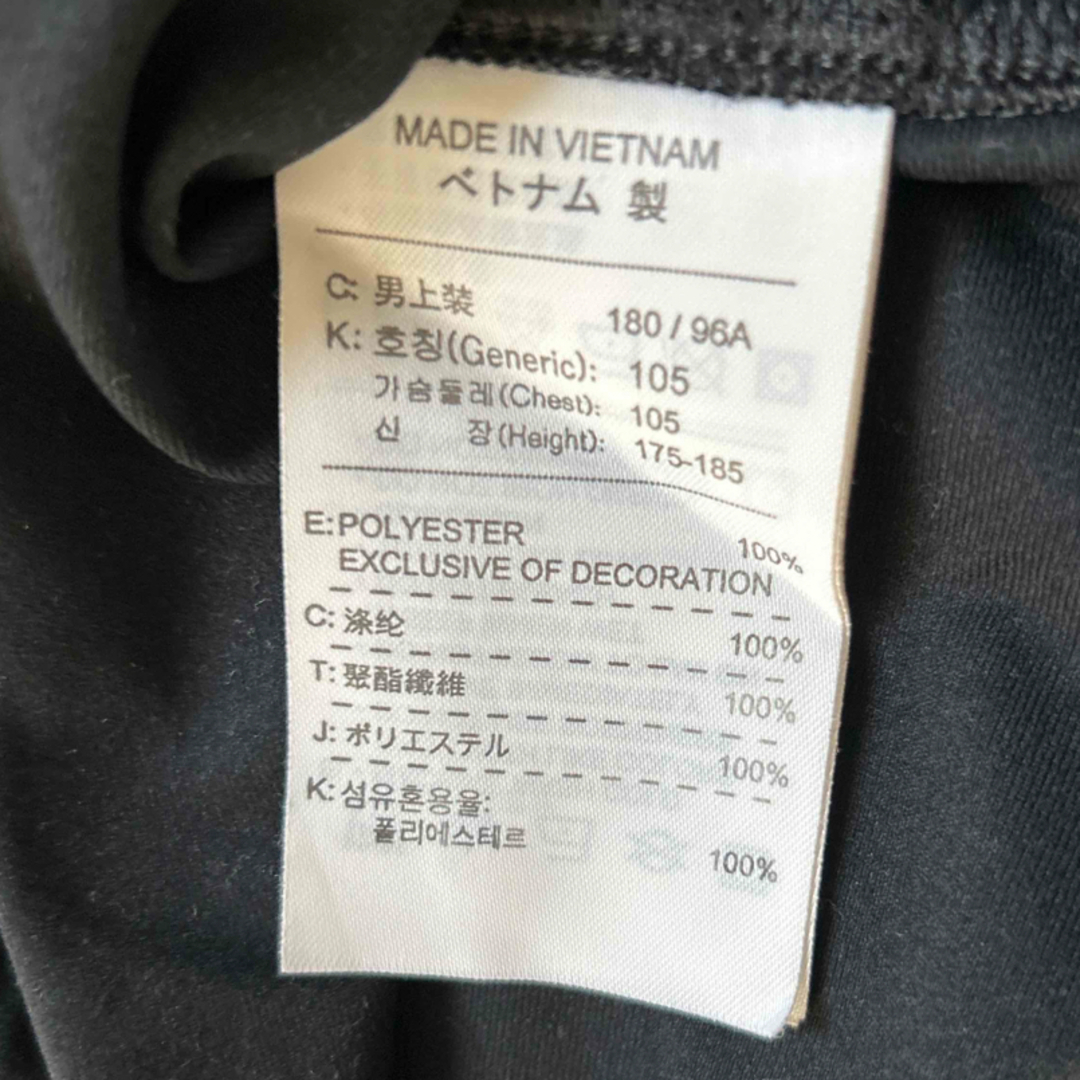 MADE IN VIETNAM
ベトナム 製
C: 男上装 180 / 96A
K: 호칭(Generic): 105
가슴둘레(Chest): 105
신 장(Height): 175-185
E: POLYESTER 100%
EXCLUSIVE OF DECORATION
C: 涤纶 100%
T: 聚酯纖維 100%
J: ポリエステル 100%
K: 섬유혼용율:
폴리에스테르 100%